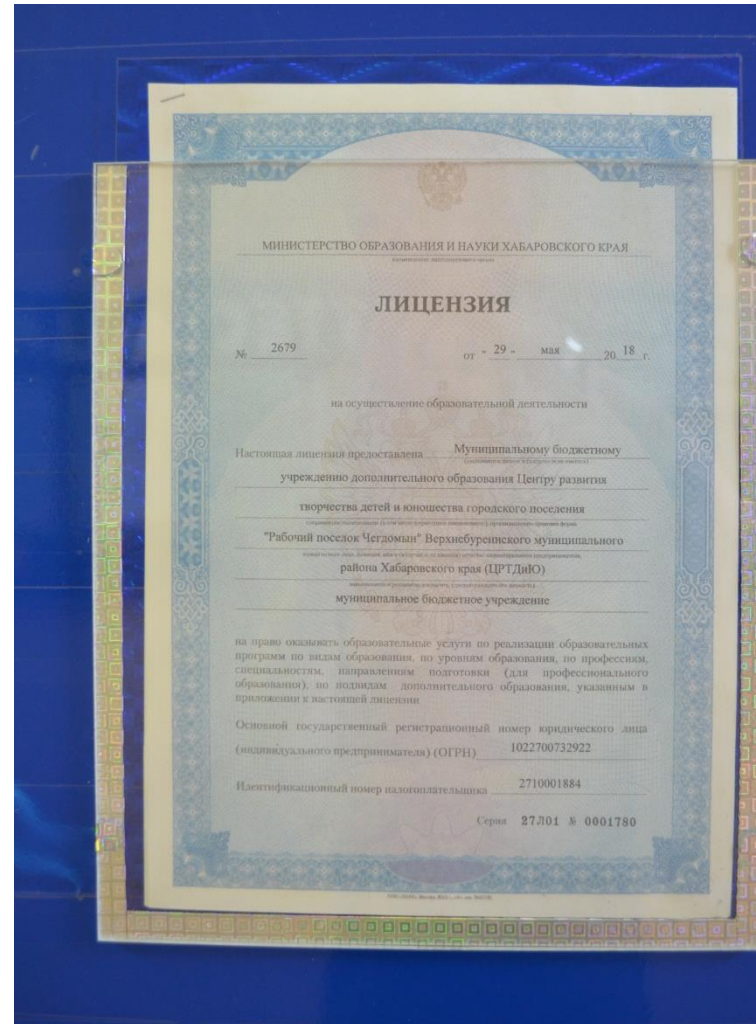 МИНИСТЕРСТВО ОБРАЗОВАНИЯ И НАУКИ ХАБАРОВСКОГО КРАЯ
ЛИЦЕНЗИЯ
№ 2679 от " 29 " мая 20 18 г.
на осуществление образовательной деятельности
Настоящая лицензия предоставлена Муниципальному бюджетному
учреждению дополнительного образования Центру развития
творчества детей и юношества городского поселения
"Рабочий поселок Чегдомын" Верхнебуреинского муниципального
района Хабаровского края (ЦРТДиЮ)
муниципальное бюджетное учреждение
на право оказывать образовательные услуги по реализации образовательных
программ по видам образования, по уровням образования, по профессиям,
специальностям, направлениям подготовки (для профессионального
образования), по подвидам дополнительного образования, указанным в
приложении к настоящей лицензии
Основной государственный регистрационный номер юридического лица
(индивидуального предпринимателя) (ОГРН) 1022700732922
Идентификационный номер налогоплательщика 2710001884
Серия 27Л01 № 0001780